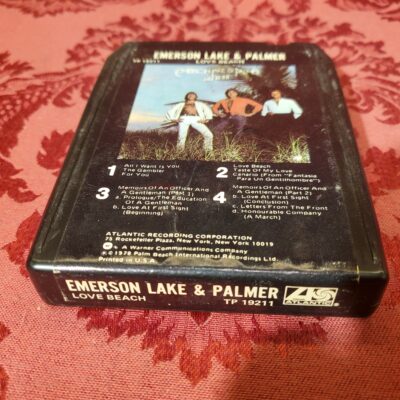 EMERSON LAKE & PALMER
TP 19211
LOVE BEACH
1
All I Want Is YOU
The Gambler
For You
2
Love Beach
Taste Of My Love
Canario (From "Fantasia
Para Un Gentilhombre")
3
Memoirs Of An Officer And
A Gentleman (Part 1)
a. Prologue/The Education
Of A Gentleman
b. Love At First Sight
(Beginning)
4
Memoirs Of An Officer And
A Gentleman (Part 2)
b. Love At First Sight
(Conclusion)
c. Letters From The Front
d. Honourable Company
(A March)
ATLANTIC RECORDING CORPORATION
75 Rockefeller Plaza, New York, New York 10019
A Warner Communications Company
© 1978 Palm Beach International Recordings Ltd.
Printed in U.S.A.
EMERSON LAKE & PALMER
LOVE BEACH
TP 19211
ATLANTIC